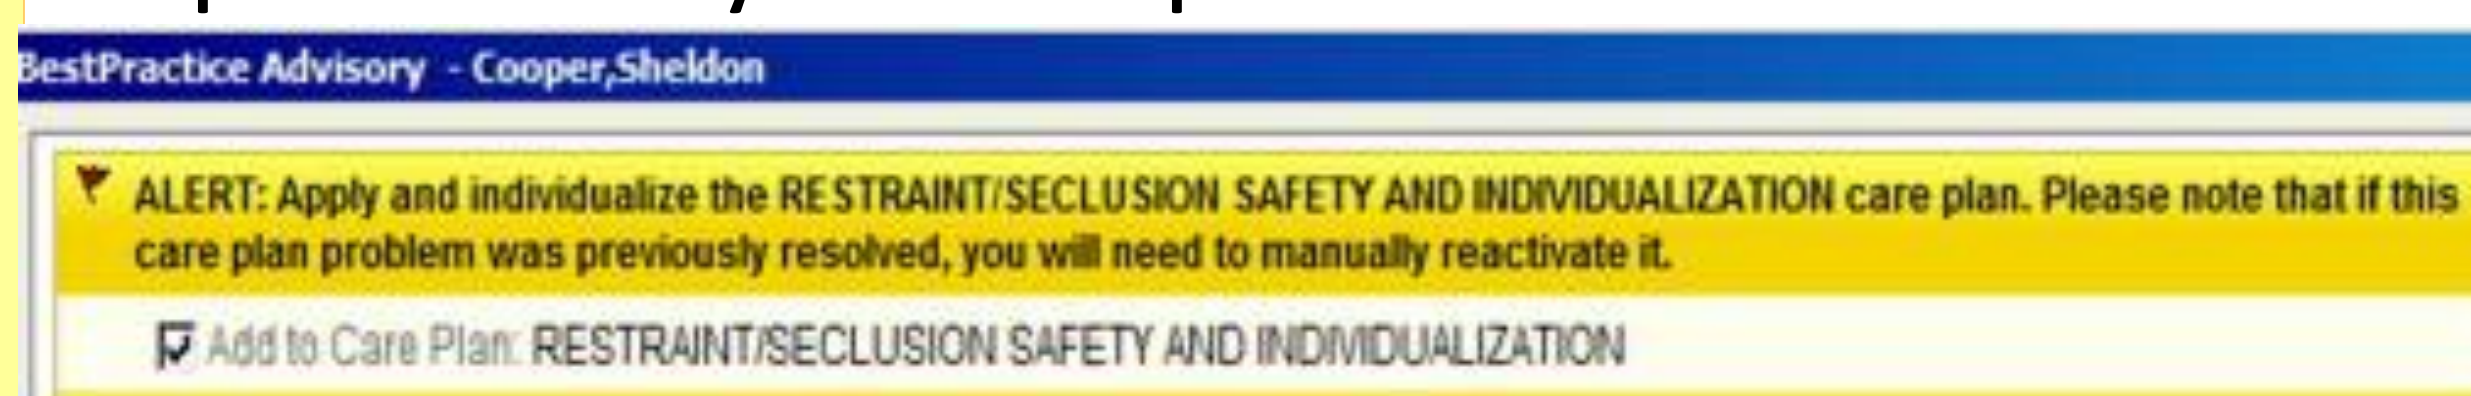 BestPractice Advisory - Cooper,Sheldon
ALERT: Apply and individualize the RESTRAINT/SECLUSION SAFETY AND INDIVIDUALIZATION care plan. Please note that if this
care plan problem was previously resolved, you will need to manually reactivate it.
Add to Care Plan: RESTRAINT/SECLUSION SAFETY AND INDIVIDUALIZATION